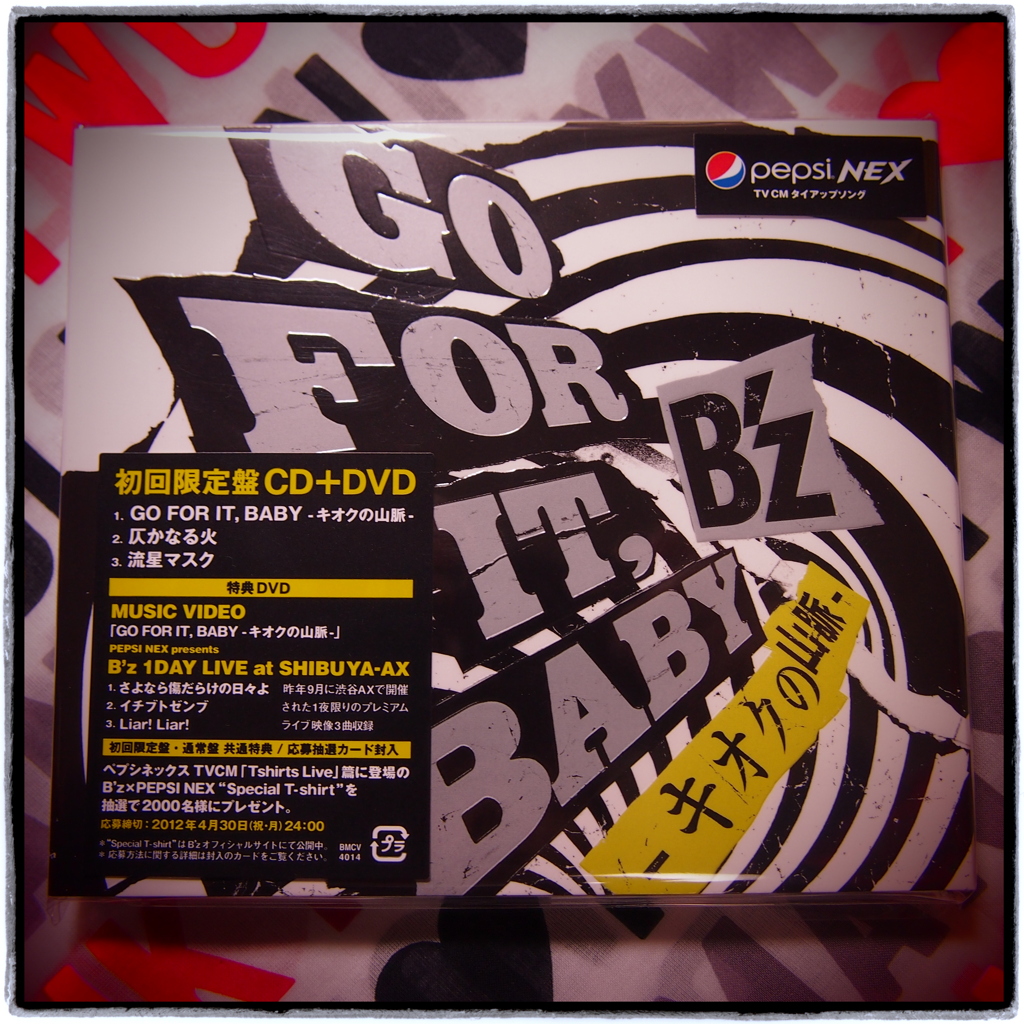 pepsi NEX
TV CM タイアップソング
GO
FOR
IT,
BABY
B'z
-キオクの山脈-
初回限定盤 CD+DVD
1. GO FOR IT, BABY -キオクの山脈-
2. 仄かなる火
3. 流星マスク
特典DVD
MUSIC VIDEO
「GO FOR IT, BABY -キオクの山脈-」
PEPSI NEX presents
B'z 1DAY LIVE at SHIBUYA-AX
1. さよなら傷だらけの日々よ
2. イチブトゼンブ
3. Liar! Liar!
昨年9月に渋谷AXで開催
された1夜限りのプレミアム
ライブ映像3曲収録
初回限定盤・通常盤 共通特典 / 応募抽選カード封入
ペプシネックス TVCM「Tshirts Live」篇に登場の
B'z×PEPSI NEX “Special T-shirt”を
抽選で2000名様にプレゼント。
応募締切:2012年4月30日(祝・月) 24:00
*“Special T-shirt”は B'zオフィシャルサイトにて公開中。
* 応募方法に関する詳細は封入のカードをご覧ください。
BMCV
4014
プラ